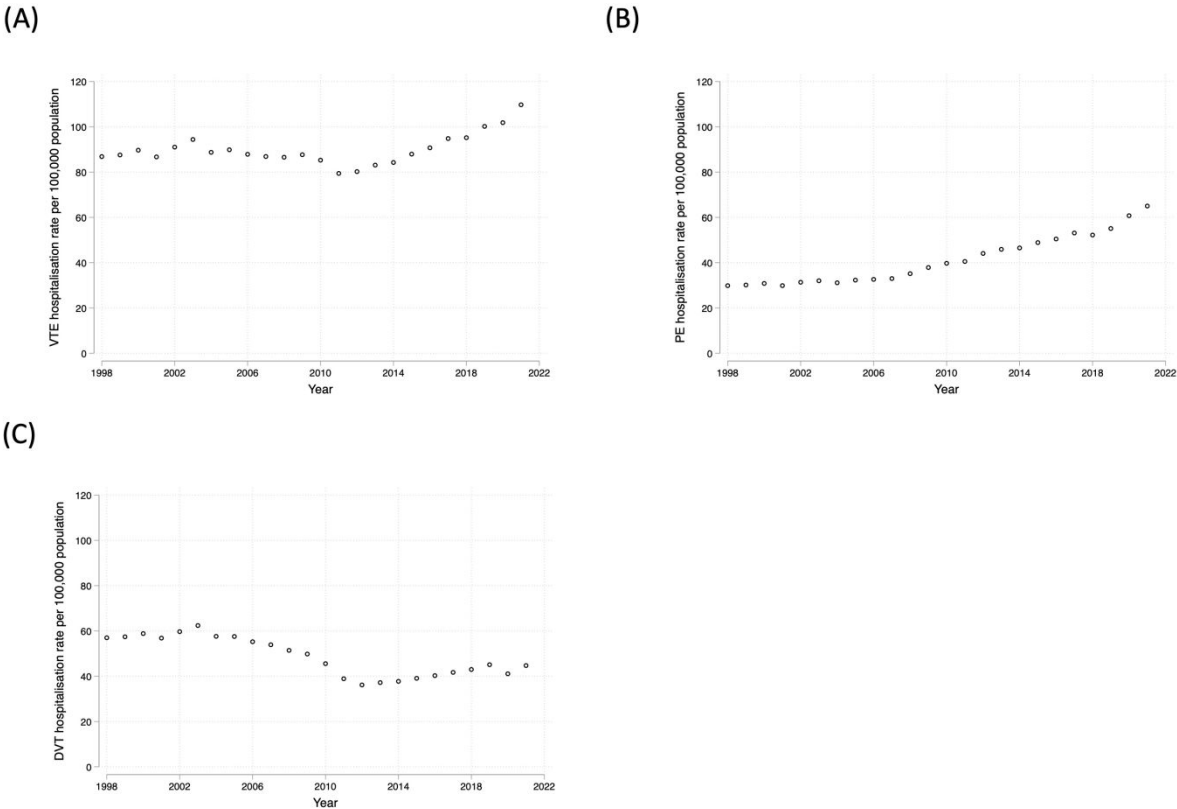 (A)
VTE hospitalisation rate per 100,000 population
120
100
80
60
40
20
0
1998 2002 2006 2010 2014 2018 2022
Year
(B)
PE hospitalisation rate per 100,000 population
120
100
80
60
40
20
0
1998 2002 2006 2010 2014 2018 2022
Year
(C)
DVT hospitalisation rate per 100,000 population
120
100
80
60
40
20
0
1998 2002 2006 2010 2014 2018 2022
Year